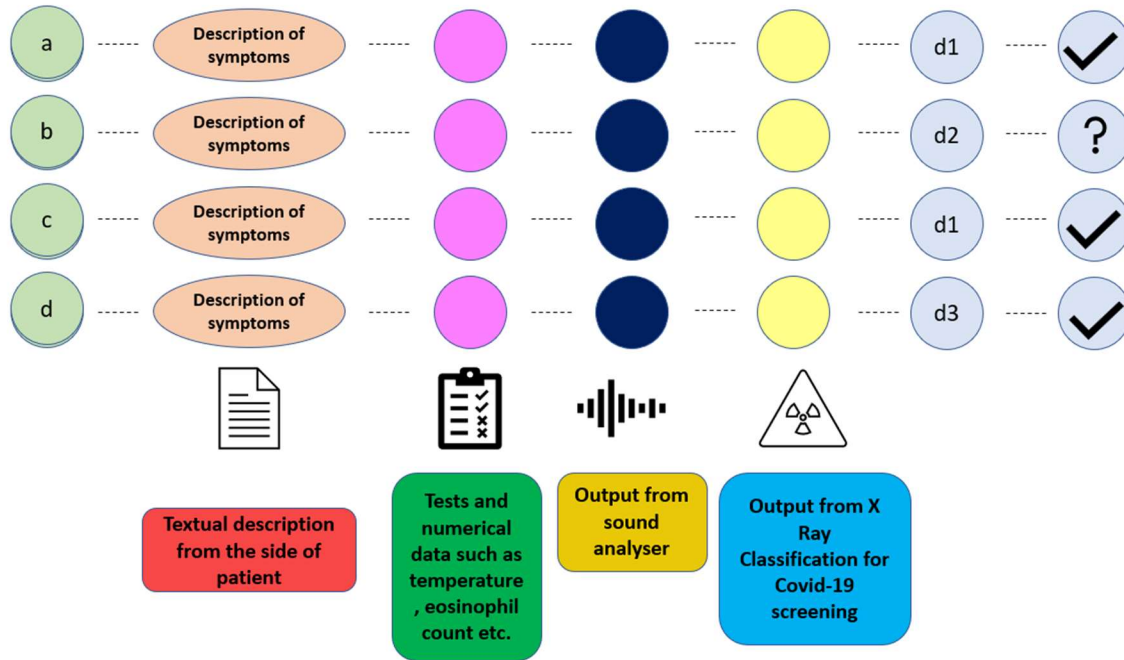 a
Description of
symptoms
d1
b
Description of
symptoms
d2
?
c
Description of
symptoms
d1
d
Description of
symptoms
d3
Textual description
from the side of
patient
Tests and
numerical
data such as
temperature
, eosinophil
count etc.
Output from
sound
analyser
Output from X
Ray
Classification for
Covid-19
screening